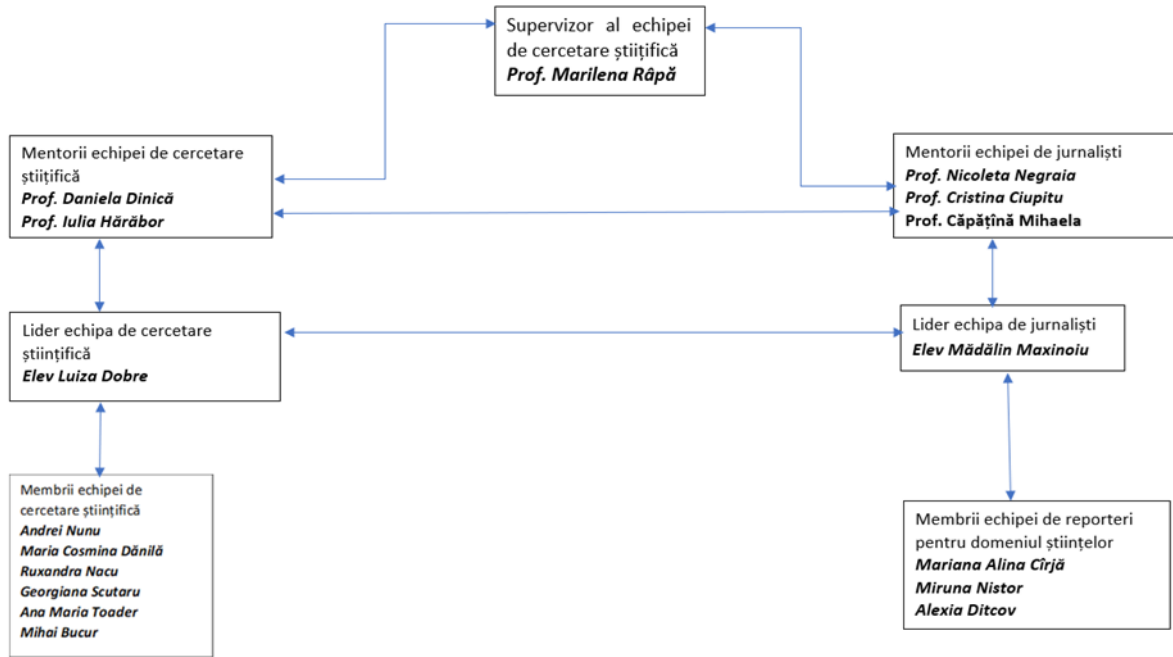 Supervizor al echipei
de cercetare știițifică
Prof. Marilena Râpă
Mentorii echipei de cercetare
știițifică
Prof. Daniela Dinică
Prof. Iulia Hărăbor
Mentorii echipei de jurnaliști
Prof. Nicoleta Negraia
Prof. Cristina Ciupitu
Prof. Căpățînă Mihaela
Lider echipa de cercetare
științifică
Elev Luiza Dobre
Lider echipa de jurnaliști
Elev Mădălin Maxinoiu
Membrii echipei de
cercetare științifică
Andrei Nunu
Maria Cosmina Dănilă
Ruxandra Nacu
Georgiana Scutaru
Ana Maria Toader
Mihai Bucur
Membrii echipei de reporteri
pentru domeniul științelor
Mariana Alina Cîrjă
Miruna Nistor
Alexia Ditcov